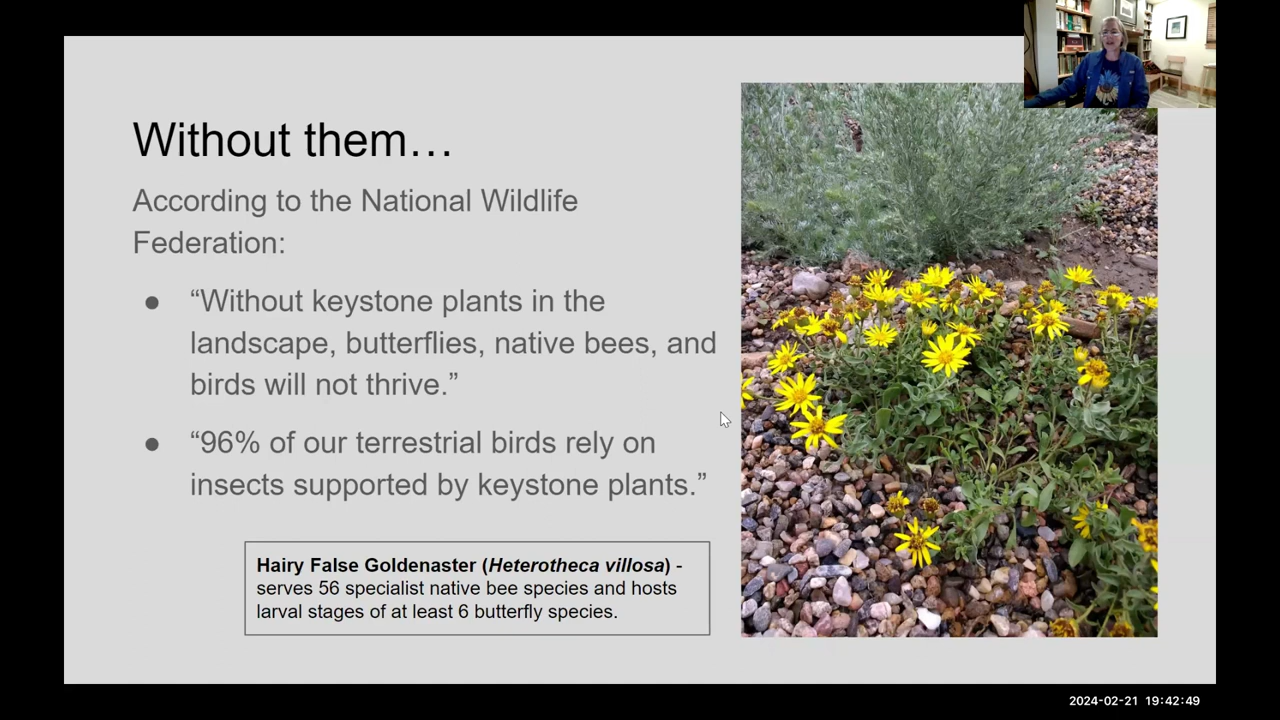 Without them…
According to the National Wildlife
Federation:
● “Without keystone plants in the
landscape, butterflies, native bees, and
birds will not thrive.”
● “96% of our terrestrial birds rely on
insects supported by keystone plants.”
Hairy False Goldenaster (Heterotheca villosa) -
serves 56 specialist native bee species and hosts
larval stages of at least 6 butterfly species.
2024-02-21 19:42:49